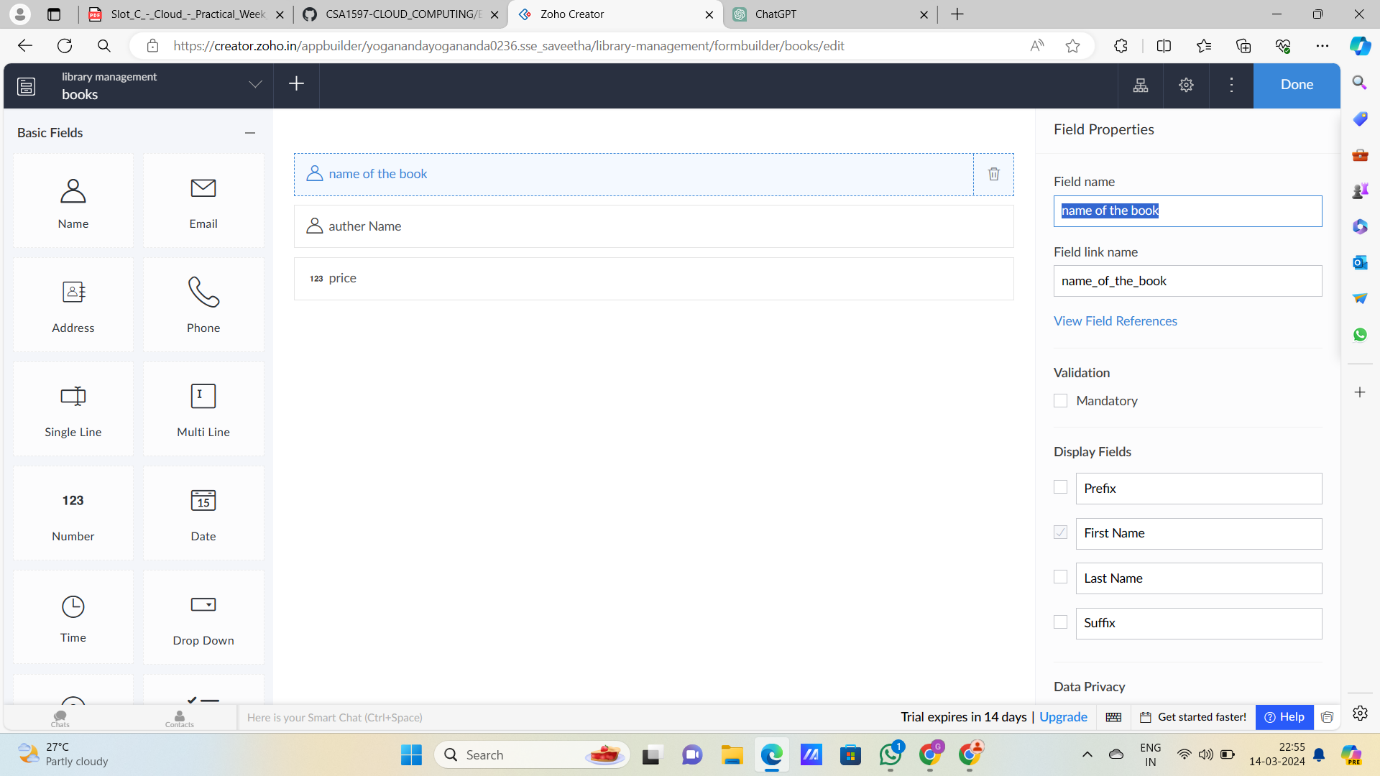 Slot_C_-_Cloud_-_Practical_Week
CSA1597-CLOUD_COMPUTING/E
Zoho Creator
ChatGPT
https://creator.zoho.in/appbuilder/yoganandayogananda0236.sse_saveetha/library-management/formbuilder/books/edit
library management
books
Done
Basic Fields
Name
Email
Address
Phone
Single Line
Multi Line
123
Number
15
Date
Time
Drop Down
name of the book
auther Name
123 price
Field Properties
Field name
name of the book
Field link name
name_of_the_book
View Field References
Validation
Mandatory
Display Fields
Prefix
First Name
Last Name
Suffix
Data Privacy
Chats
Contacts
Here is your Smart Chat (Ctrl+Space)
Trial expires in 14 days | Upgrade
Get started faster!
Help
27°C
Partly cloudy
Search
1
ENG
IN
22:55
14-03-2024
PRE